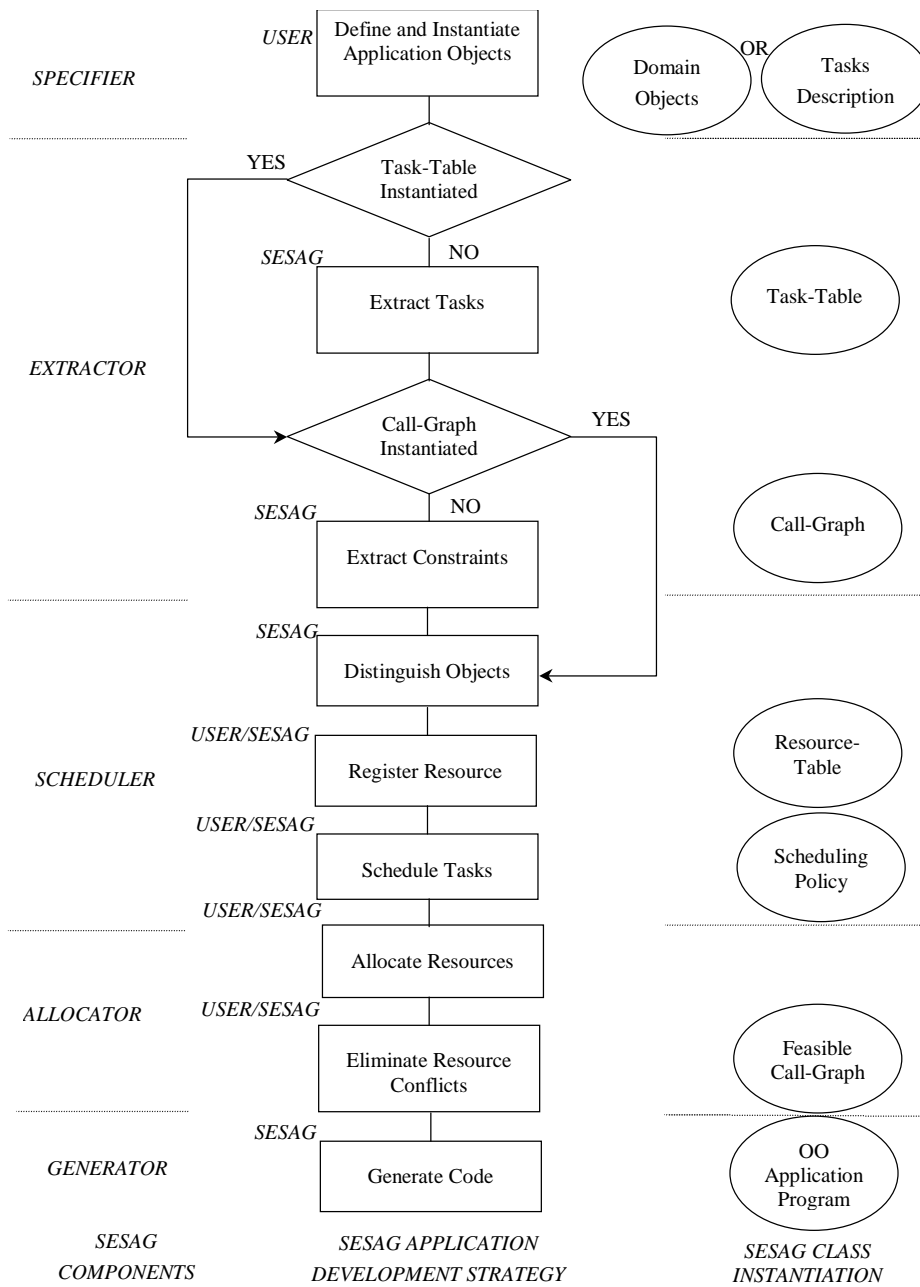 USER
Define and Instantiate
Application Objects
OR
Domain
Objects
Tasks
Description
SPECIFIER
YES
Task-Table
Instantiated
SESAG
NO
Extract Tasks
Task-Table
EXTRACTOR
Call-Graph
Instantiated
YES
SESAG
NO
Extract Constraints
Call-Graph
SESAG
Distinguish Objects
USER/SESAG
Register Resource
Resource-
Table
SCHEDULER
USER/SESAG
Schedule Tasks
Scheduling
Policy
USER/SESAG
Allocate Resources
ALLOCATOR
USER/SESAG
Eliminate Resource
Conflicts
Feasible
Call-Graph
SESAG
GENERATOR
Generate Code
OO
Application
Program
SESAG
COMPONENTS
SESAG APPLICATION
DEVELOPMENT STRATEGY
SESAG CLASS
INSTANTIATION